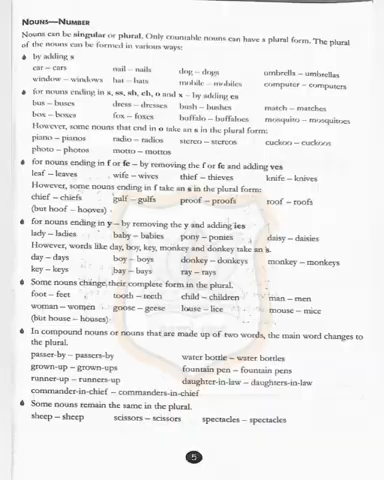 NOUNS—NUMBER
Nouns can be singular or plural. Only countable nouns can have a plural form. The plural
of the nouns can be formed in various ways:
by adding s
car – cars nail – nails dog – dogs umbrella – umbrellas
window – windows hat – hats mobile – mobiles computer – computers
for nouns ending in s, ss, sh, ch, o and x – by adding es
bus – buses dress – dresses bush – bushes match – matches
box – boxes fox – foxes buffalo – buffaloes mosquito – mosquitoes
However, some nouns that end in o take an s in the plural form:
piano – pianos radio – radios stereo – stereos cuckoo – cuckoos
photo – photos motto – mottos
for nouns ending in f or fe – by removing the f or fe and adding ves
leaf – leaves wife – wives thief – thieves knife – knives
However, some nouns ending in f take an s in the plural form:
chief – chiefs gulf – gulfs proof – proofs roof – roofs
(but hoof – hooves)
for nouns ending in y – by removing the y and adding ies
lady – ladies baby – babies pony – ponies daisy – daisies
However, words like day, boy, key, monkey and donkey take an s.
day – days boy – boys donkey – donkeys monkey – monkeys
key – keys bay – bays ray – rays
Some nouns change their complete form in the plural.
foot – feet tooth – teeth child – children man – men
woman – women goose – geese louse – lice mouse – mice
(but house – houses)
In compound nouns or nouns that are made up of two words, the main word changes to
the plural.
passer-by – passers-by water bottle – water bottles
grown-up – grown-ups fountain pen – fountain pens
runner-up – runners-up daughter-in-law – daughters-in-law
commander-in-chief – commanders-in-chief
Some nouns remain the same in the plural.
sheep – sheep scissors – scissors spectacles – spectacles
5